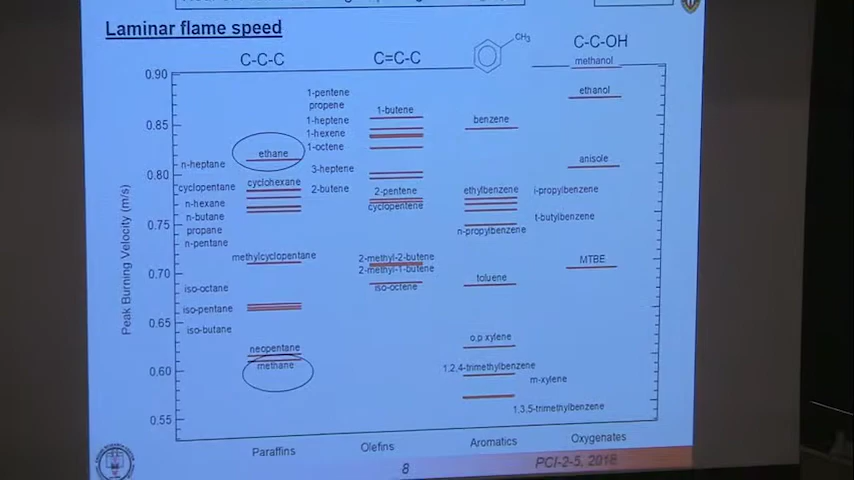 Laminar flame speed
C-C-C
C=C-C
CH3
C-C-OH
Peak Burning Velocity (m/s)
0.90
0.85
0.80
0.75
0.70
0.65
0.60
0.55
ethane
n-heptane
cyclopentane
cyclohexane
n-hexane
n-butane
propane
n-pentane
methylcyclopentane
iso-octane
iso-pentane
iso-butane
neopentane
methane
1-pentene
propene
1-butene
1-heptene
1-hexene
1-octene
3-heptene
2-butene
2-pentene
cyclopentene
2-methyl-2-butene
2-methyl-1-butene
iso-octene
benzene
ethylbenzene
i-propylbenzene
t-butylbenzene
n-propylbenzene
toluene
o,p xylene
1,2,4-trimethylbenzene
m-xylene
1,3,5-trimethylbenzene
methanol
ethanol
anisole
MTBE
Paraffins
Olefins
Aromatics
Oxygenates
8
PCI-2-5, 2018